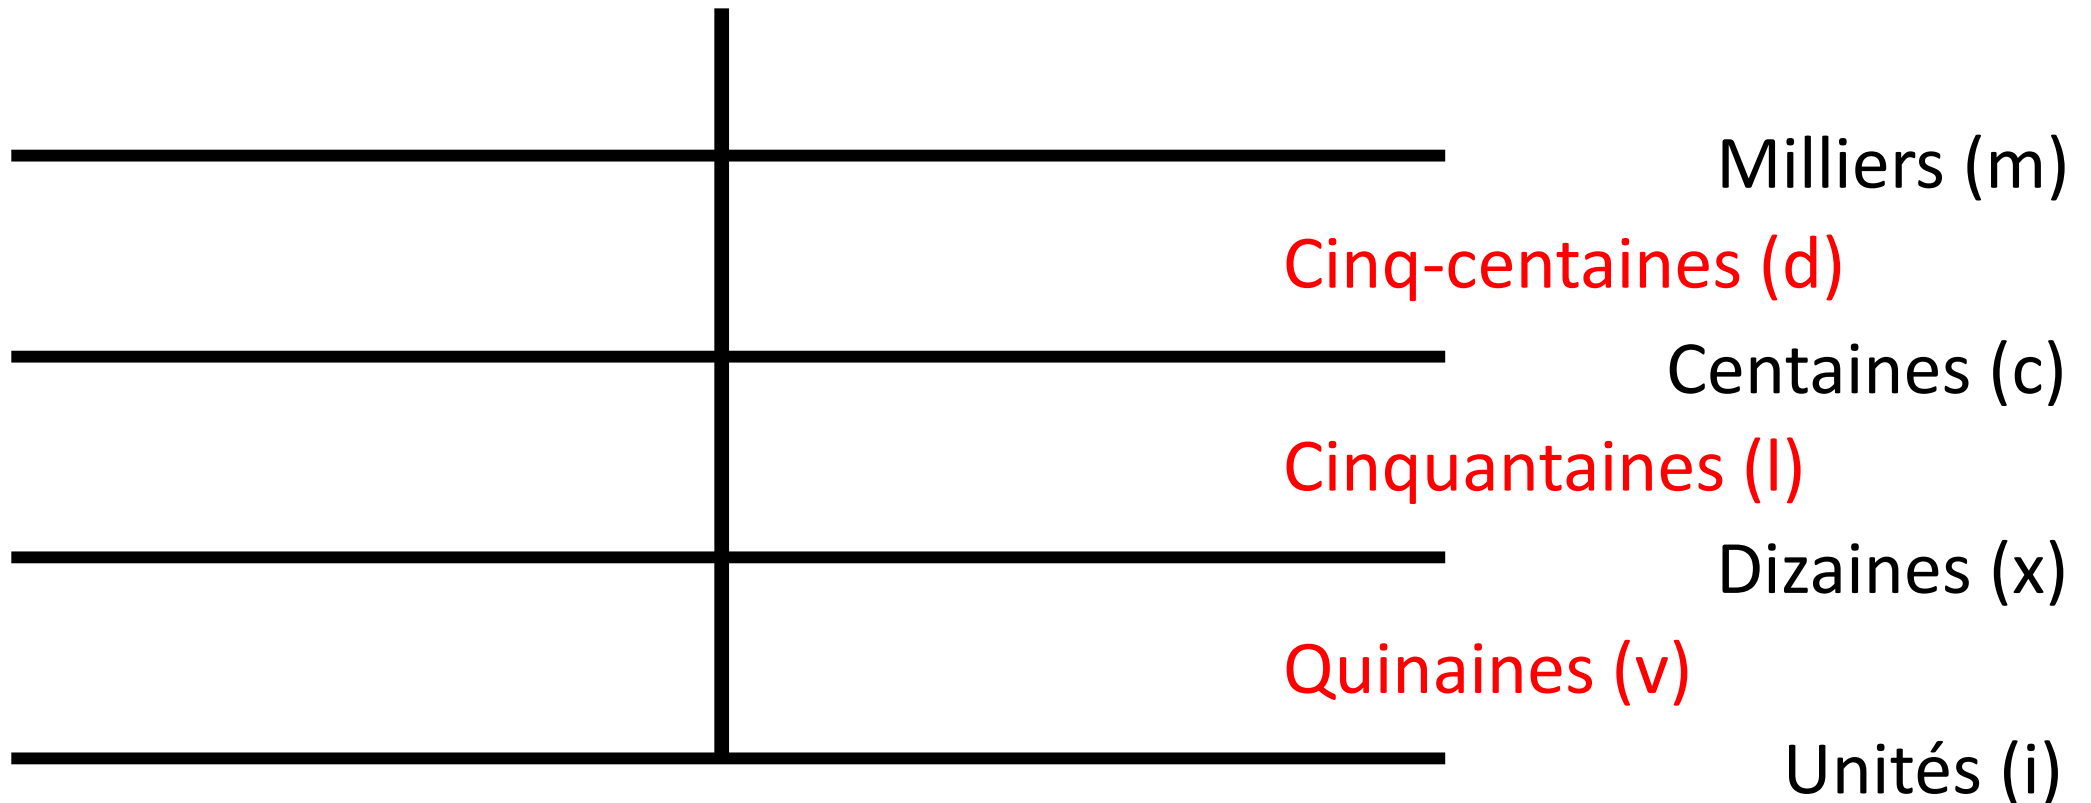 Milliers (m)
Cinq-centaines (d)
Centaines (c)
Cinquantaines (l)
Dizaines (x)
Quinaines (v)
Unités (i)